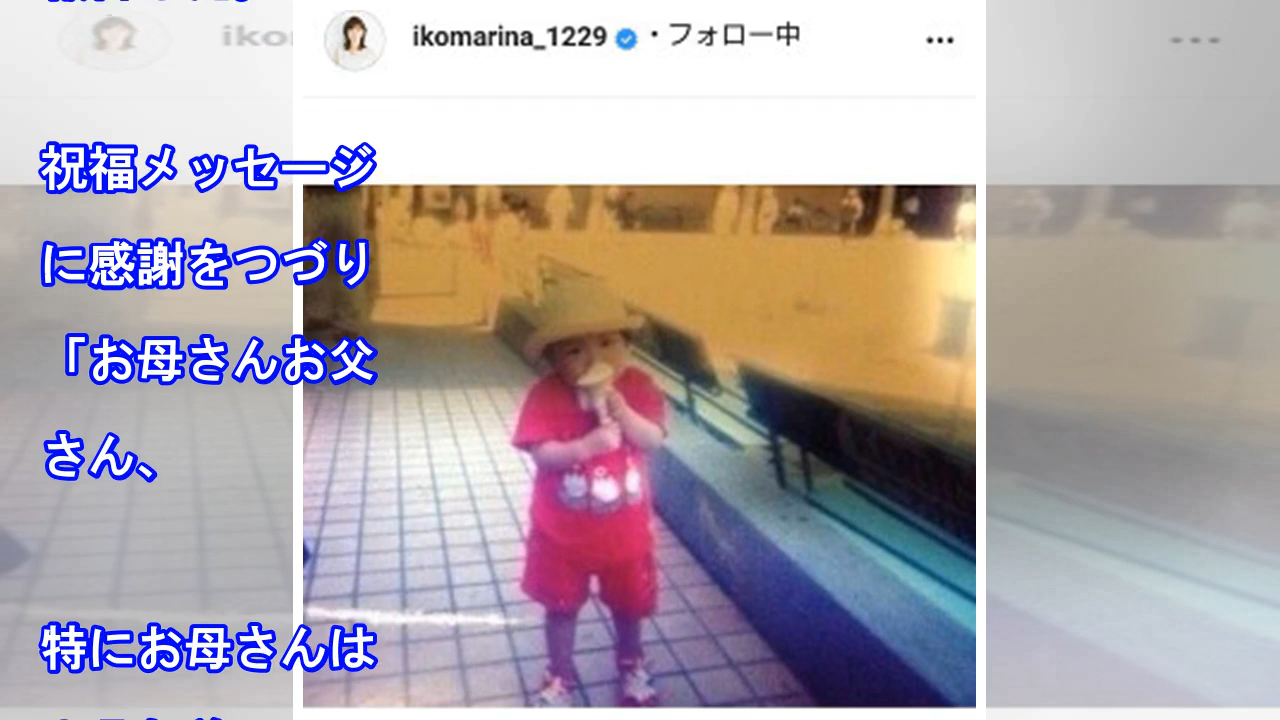 ikomarina_1229 ・フォロー中
iko
祝福メッセージ
に感謝をつづり
「お母さんお父
さん、
特にお母さんは